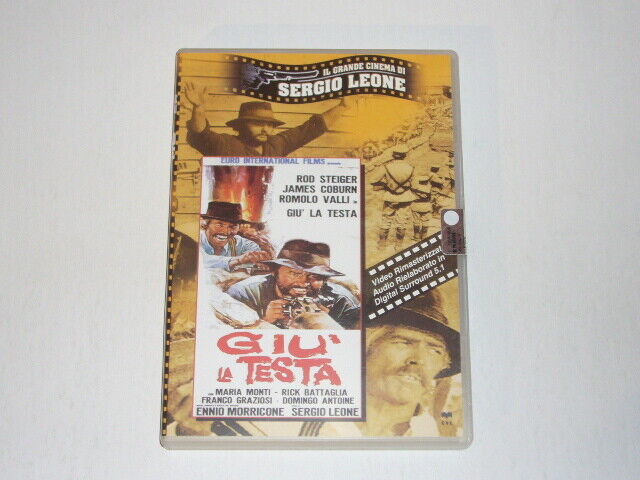 IL GRANDE CINEMA DI
SERGIO LEONE
EURO INTERNATIONAL FILMS
ROD STEIGER
JAMES COBURN
ROMOLO VALLI in
GIU' LA TESTA
Video Rimasterizzato
Audio Rielaborato in
Digital Surround 5.1
GIU'
LA TESTA
con MARIA MONTI - RICK BATTAGLIA
FRANCO GRAZIOSI - DOMINGO ANTOINE
ENNIO MORRICONE SERGIO LEONE